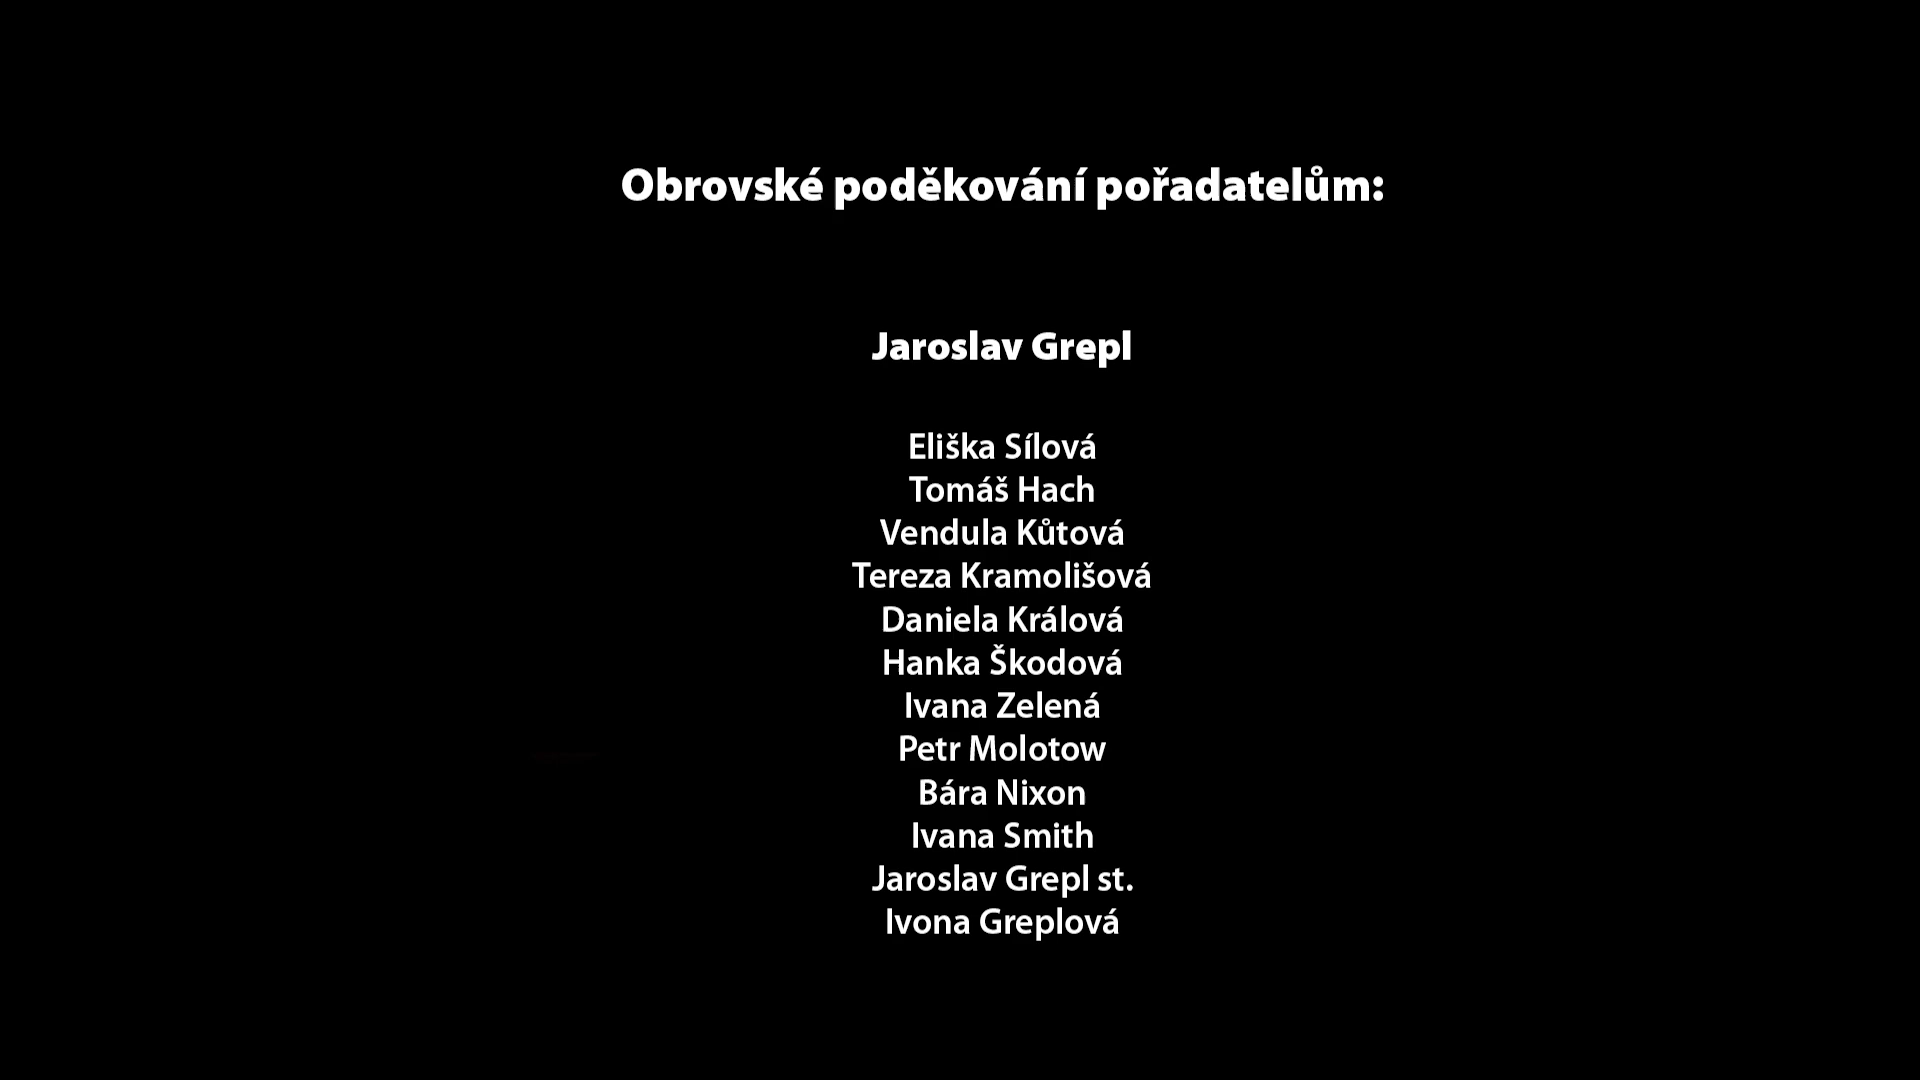 Obrovské poděkování pořadatelům:
Jaroslav Grepl
Eliška Sílová
Tomáš Hach
Vendula Kůtová
Tereza Kramolišová
Daniela Králová
Hanka Škodová
Ivana Zelená
Petr Molotow
Bára Nixon
Ivana Smith
Jaroslav Grepl st.
Ivona Greplová